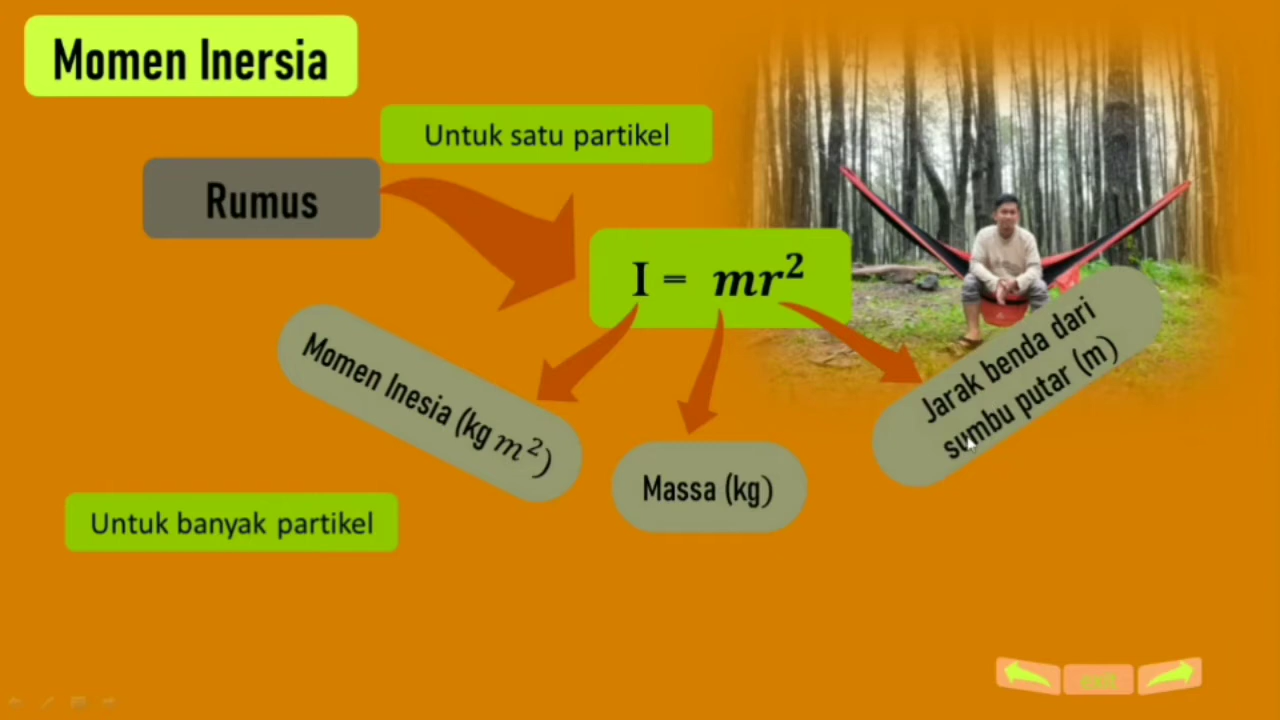 Momen Inersia
Untuk satu partikel
Rumus
I = mr²
Momen Inesia (kg m²)
Massa (kg)
Jarak benda dari
sumbu putar (m)
Untuk banyak partikel
exit